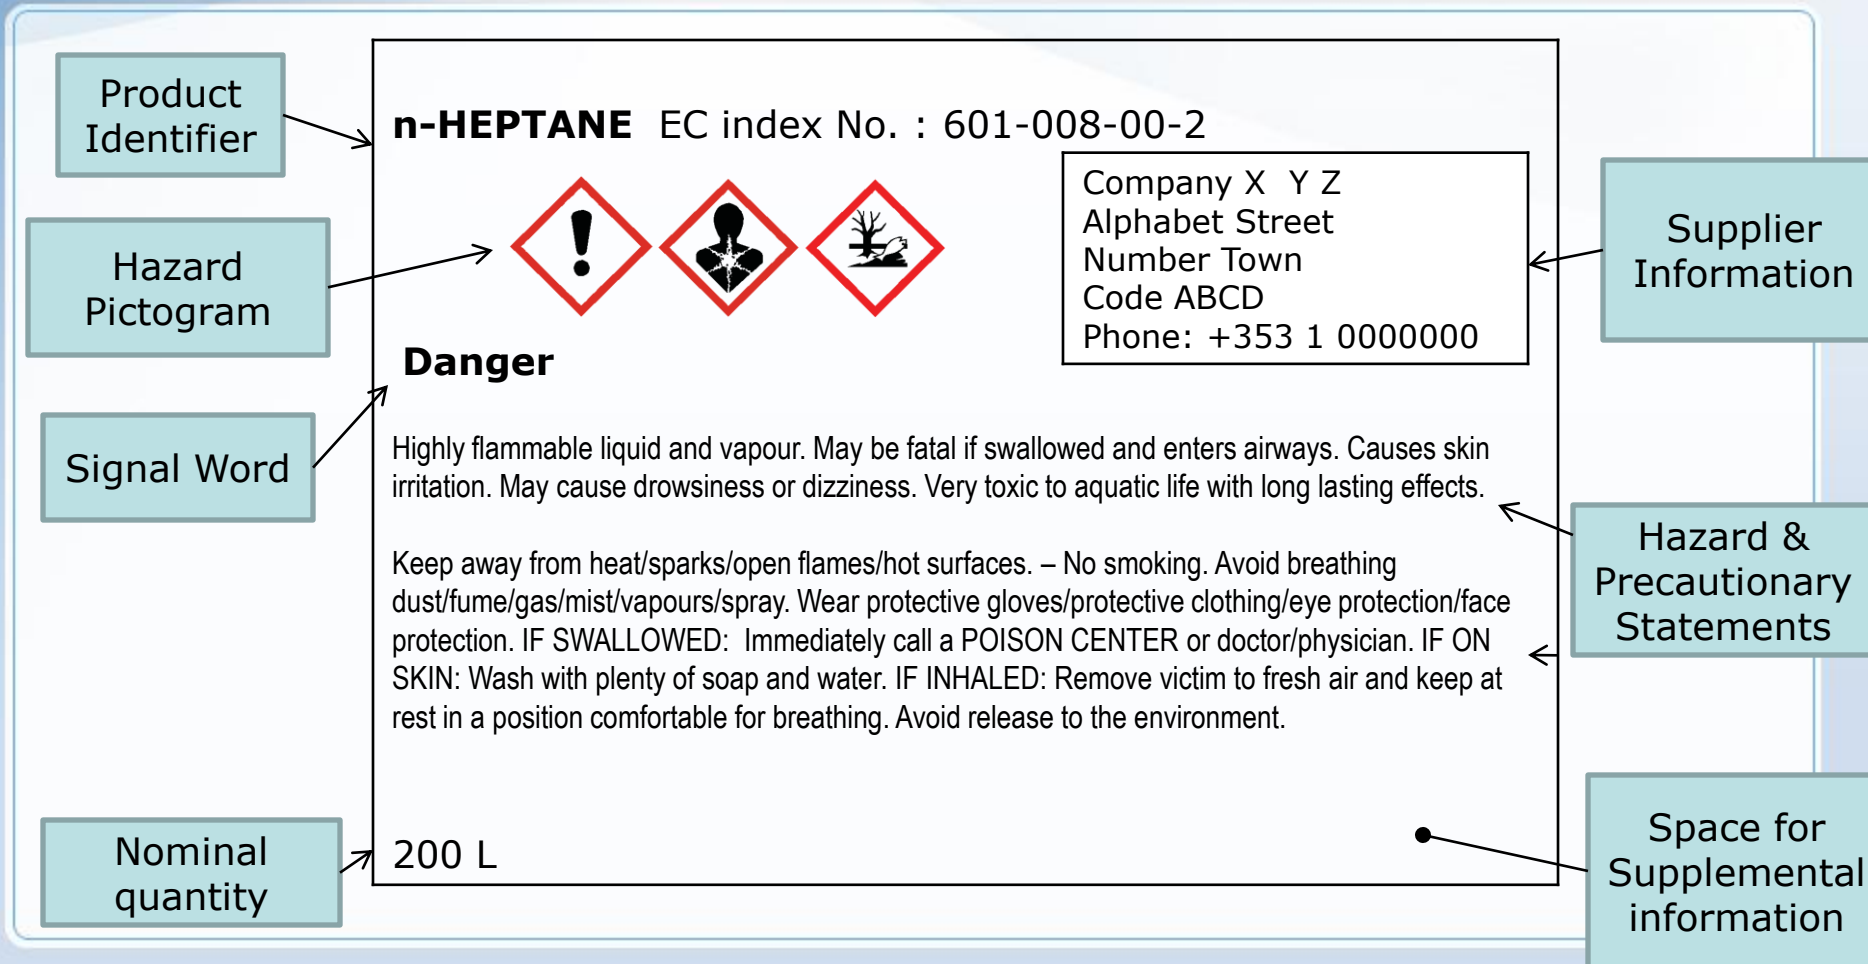 Product
Identifier
Hazard
Pictogram
Signal Word
Nominal
quantity
n-HEPTANE EC index No. : 601-008-00-2
Company X Y Z
Alphabet Street
Number Town
Code ABCD
Phone: +353 1 0000000
Danger
Highly flammable liquid and vapour. May be fatal if swallowed and enters airways. Causes skin
irritation. May cause drowsiness or dizziness. Very toxic to aquatic life with long lasting effects.
Keep away from heat/sparks/open flames/hot surfaces. – No smoking. Avoid breathing
dust/fume/gas/mist/vapours/spray. Wear protective gloves/protective clothing/eye protection/face
protection. IF SWALLOWED: Immediately call a POISON CENTER or doctor/physician. IF ON
SKIN: Wash with plenty of soap and water. IF INHALED: Remove victim to fresh air and keep at
rest in a position comfortable for breathing. Avoid release to the environment.
200 L
Supplier
Information
Hazard &
Precautionary
Statements
Space for
Supplemental
information